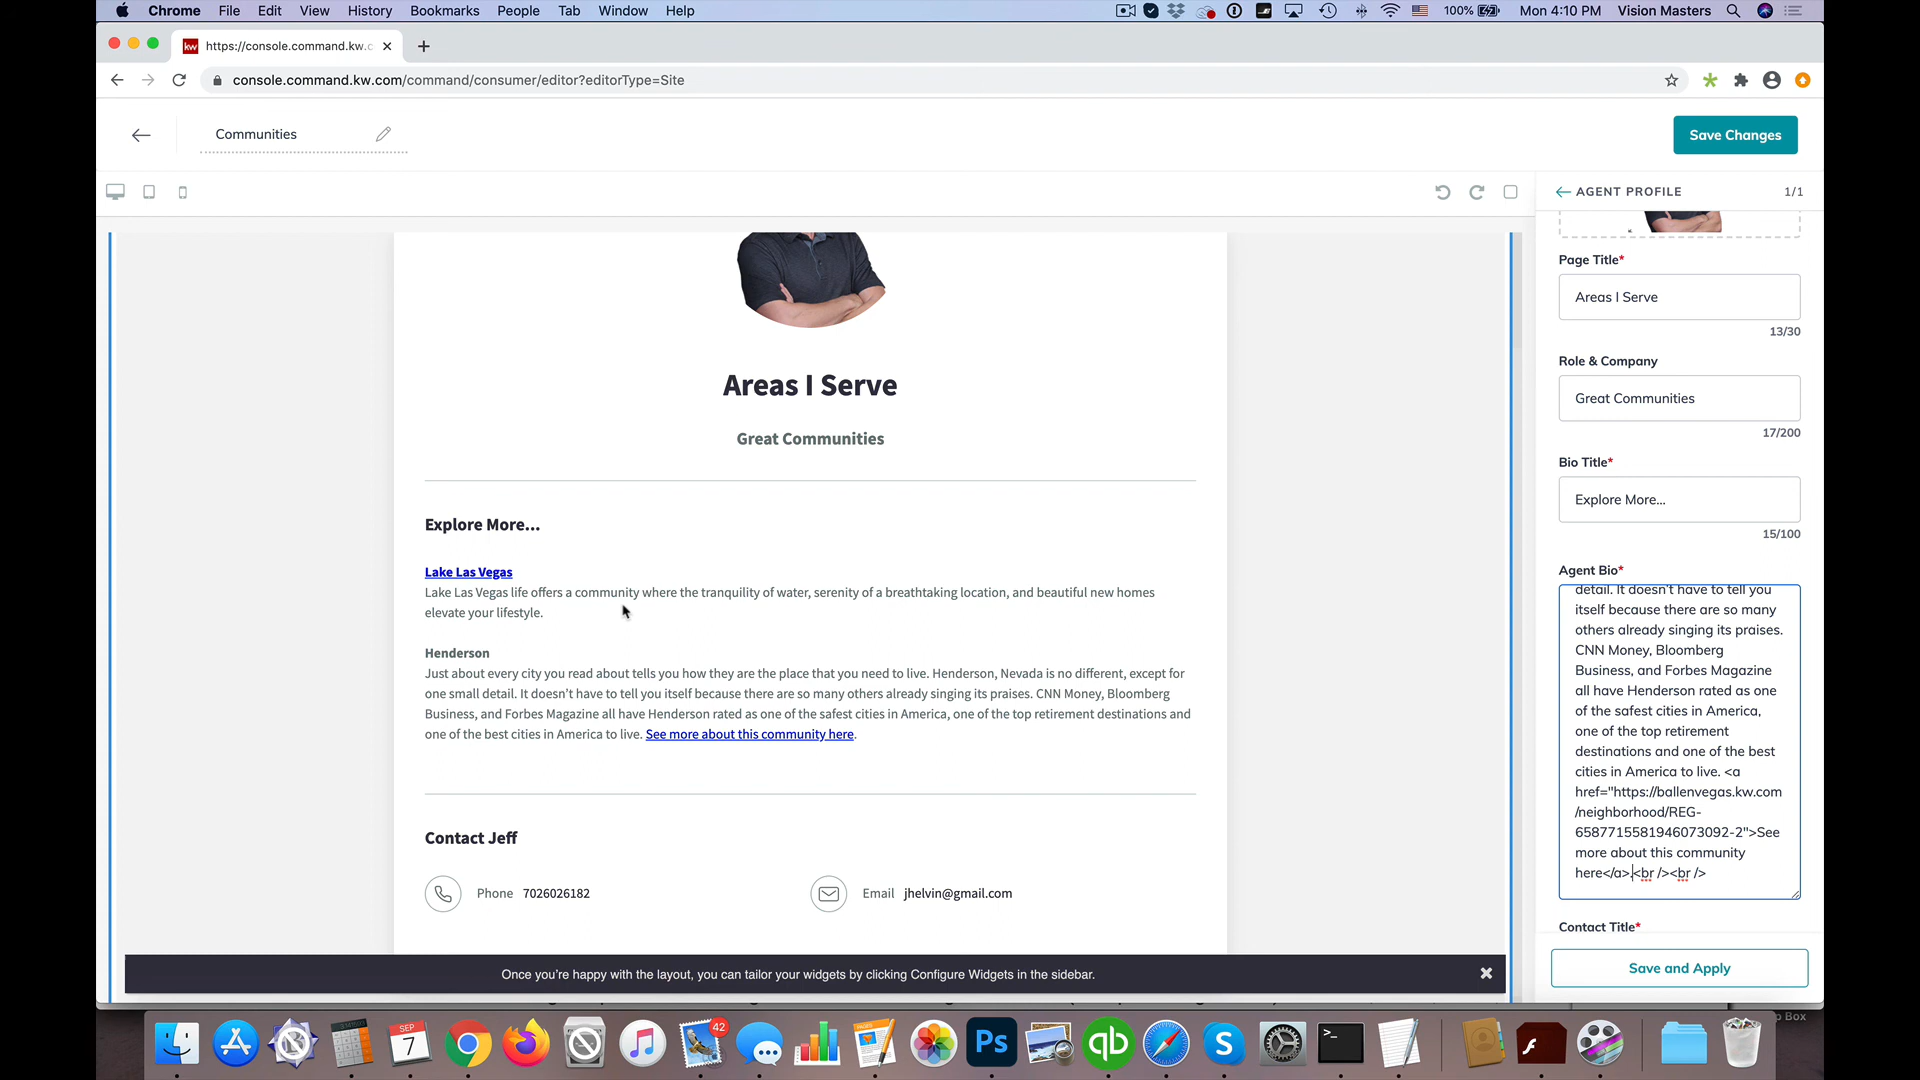 Chrome File Edit View History Bookmarks People Tab Window Help 100% Mon 4:10 PM Vision Masters
kw https://console.command.kw.c
console.command.kw.com/command/consumer/editor?editorType=Site
Communities
Save Changes
AGENT PROFILE 1/1
Areas I Serve
Great Communities
Explore More...
Lake Las Vegas
Lake Las Vegas life offers a community where the tranquility of water, serenity of a breathtaking location, and beautiful new homes
elevate your lifestyle.
Henderson
Just about every city you read about tells you how they are the place that you need to live. Henderson, Nevada is no different, except for
one small detail. It doesn't have to tell you itself because there are so many others already singing its praises. CNN Money, Bloomberg
Business, and Forbes Magazine all have Henderson rated as one of the safest cities in America, one of the top retirement destinations and
one of the best cities in America to live. See more about this community here.
Contact Jeff
Phone 7026026182
Email jhelvin@gmail.com
Once you're happy with the layout, you can tailor your widgets by clicking Configure Widgets in the sidebar.
Page Title*
Areas I Serve
13/30
Role & Company
Great Communities
17/200
Bio Title*
Explore More...
15/100
Agent Bio*
detail. It doesn't have to tell you
itself because there are so many
others already singing its praises.
CNN Money, Bloomberg
Business, and Forbes Magazine
all have Henderson rated as one
of the safest cities in America,
one of the top retirement
destinations and one of the best
cities in America to live. <a
href="https://ballenvegas.kw.com
/neighborhood/REG-
6587715581946073092-2">See
more about this community
here</a>.<br /><br />
Contact Title*
Save and Apply
SEP
7
42
Ps
qb
S